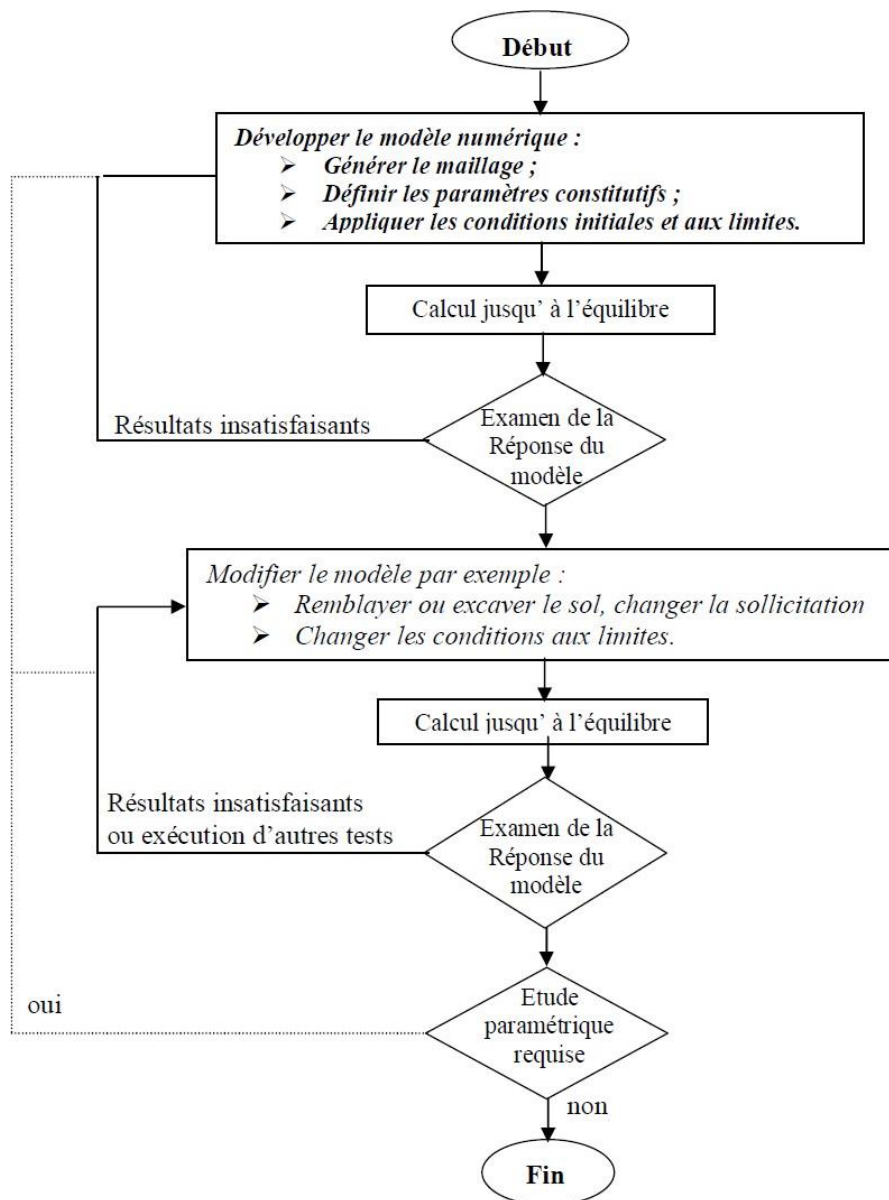 Début
Développer le modèle numérique :
➢ Générer le maillage ;
➢ Définir les paramètres constitutifs ;
➢ Appliquer les conditions initiales et aux limites.
Calcul jusqu’ à l’équilibre
Résultats insatisfaisants
Examen de la
Réponse du
modèle
Modifier le modèle par exemple :
➢ Remblayer ou excaver le sol, changer la sollicitation
➢ Changer les conditions aux limites.
Calcul jusqu’ à l’équilibre
Résultats insatisfaisants
ou exécution d’autres tests
Examen de la
Réponse du
modèle
oui
Etude
paramétrique
requise
non
Fin